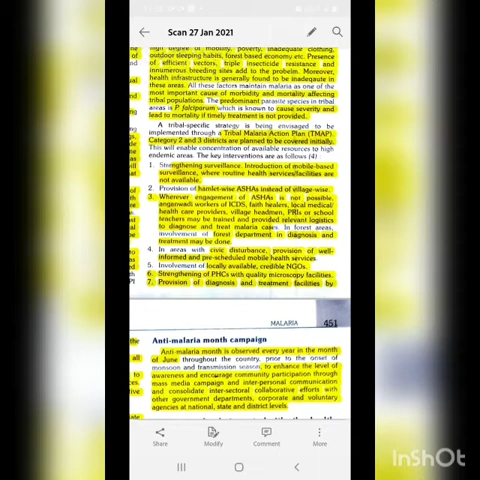 Scan 27 Jan 2021
high degree of mobility, poverty, inadequate clothing,
outdoor sleeping habits, forest based economy etc. Presence
of efficient vectors, triple insecticide resistance and
innumerous breeding sites add to the problem.
Moreover, health infrastructure is generally found to be inadequate in
these areas. All these factors maintain malaria as one of the
most important cause of morbidity and mortality affecting
tribal populations. The predominant parasite species in tribal
areas is P. falciparum which is known to cause severity and
lead to mortality if timely treatment is not provided.
A tribal-specific strategy is being envisaged to be
implemented through a Tribal Malaria Action Plan (TMAP).
Category 2 and 3 districts are planned to be covered initially.
This will enable concentration of available resources to high
endemic areas. The key interventions are as follows (4)
1. Strengthening surveillance. Introduction of mobile-based
surveillance, where routine health services/facilities are
not available.
2. Provision of hamlet-wise ASHAs instead of village-wise.
3. Wherever engagement of ASHAs is not possible,
anganwadi workers of ICDS, faith healers, local medical/
health care providers, village headmen, PRIs or school
teachers may be trained and provided relevant logistics
to diagnose and treat malaria cases. In forest areas,
involvement of forest department in diagnosis and
treatment may be done.
4. In areas with civic disturbance, provision of well-
informed and pre-scheduled mobile health services.
5. Involvement of locally available, credible NGOs.
6. Strengthening of PHCs with quality microscopy facilities.
7. Provision of diagnosis and treatment facilities by
MALARIA 451
Anti-malaria month campaign
Anti-malaria month is observed every year in the month
of June throughout the country, prior to the onset of
monsoon and transmission season, to enhance the level of
awareness and encourage community participation through
mass media campaign and inter-personal communication
and consolidate inter-sectoral collaborative efforts with
other government departments, corporate and voluntary
agencies at national, state and district levels.
Share
Modify
Comment
More
InShOt